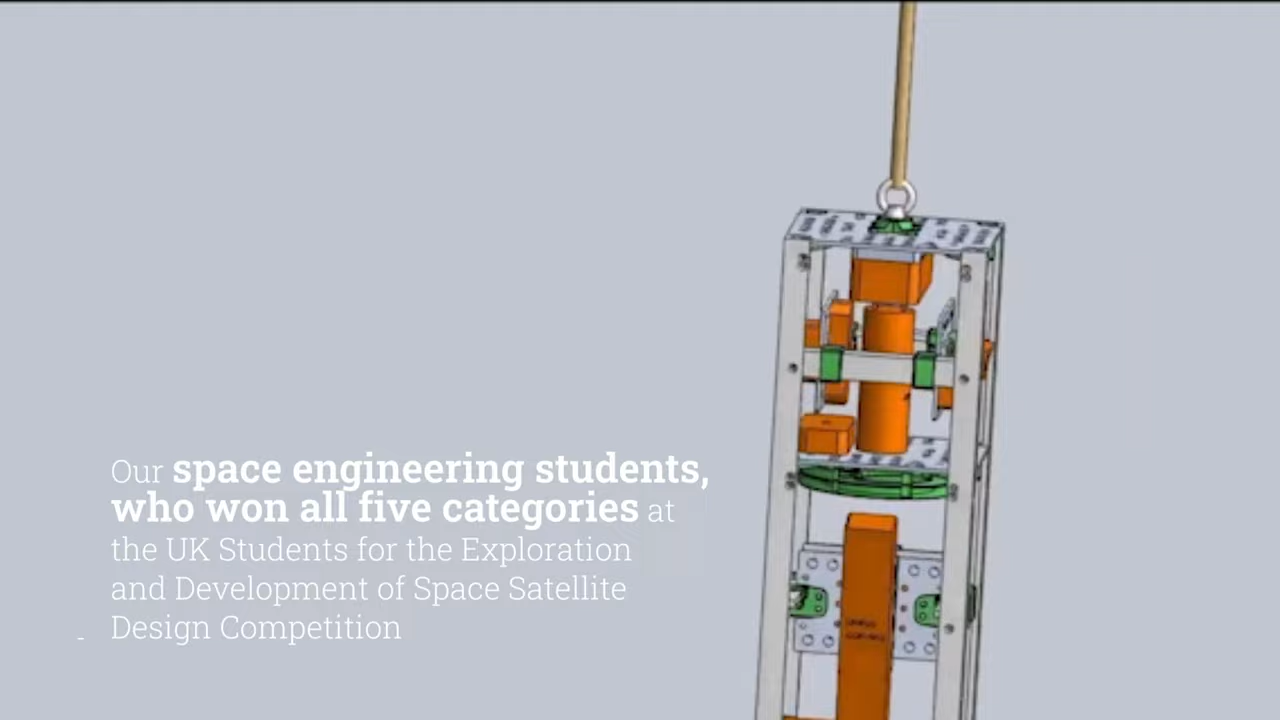 Our space engineering students,
who won all five categories at
the UK Students for the Exploration
and Development of Space Satellite
Design Competition